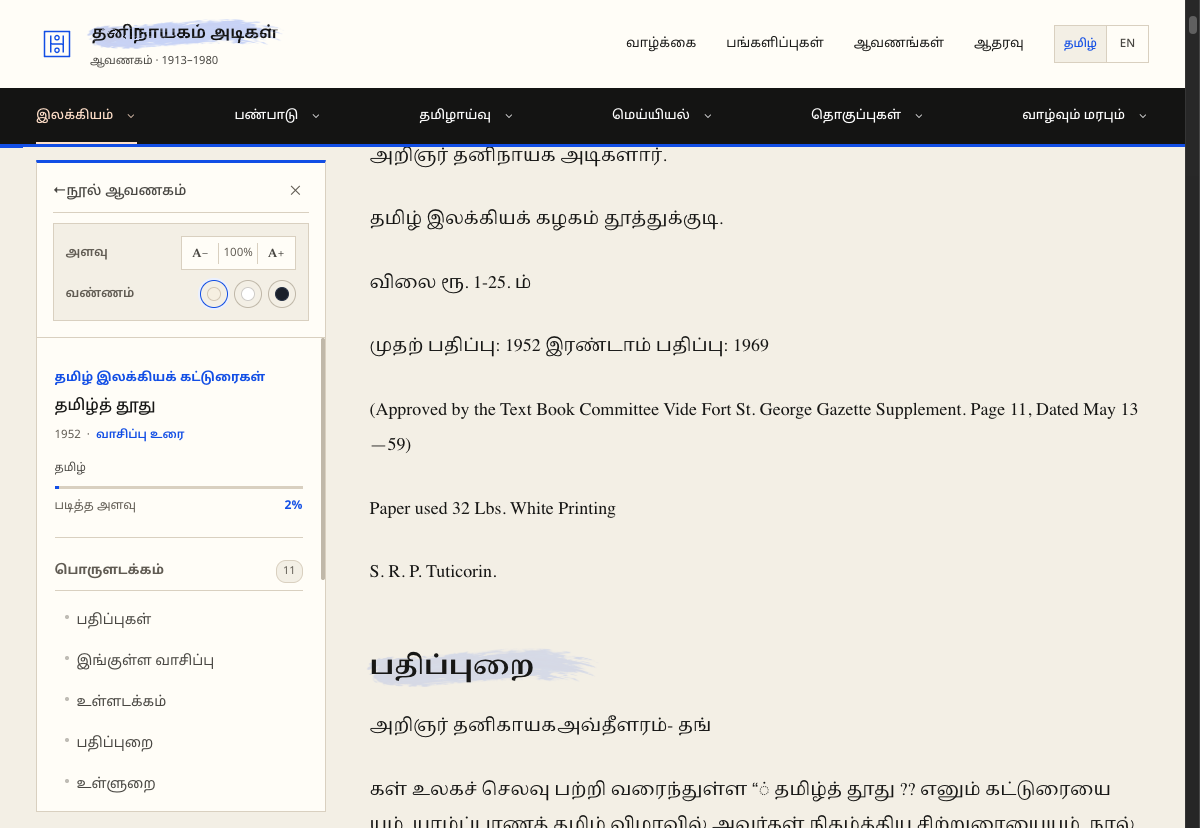 தனிநாயகம் அடிகள்
ஆவணகம் · 1913–1980
வாழ்க்கை பங்களிப்புகள் ஆவணங்கள் ஆதரவு தமிழ் EN
இலக்கியம் பண்பாடு தமிழாய்வு மெய்யியல் தொகுப்புகள் வாழ்வும் மரபும்
←நூல் ஆவணகம்
அளவு A− 100% A+
வண்ணம்
தமிழ் இலக்கியக் கட்டுரைகள்
தமிழ்த் தூது
1952 · வாசிப்பு உரை
தமிழ்
படித்த அளவு 2%
பொருளடக்கம் 11
பதிப்புகள்
இங்குள்ள வாசிப்பு
உள்ளடக்கம்
பதிப்புறை
உள்ளுறை
அறிஞர் தனிநாயக அடிகளார்.
தமிழ் இலக்கியக் கழகம் தூத்துக்குடி.
விலை ரூ. 1-25. ம்
முதற் பதிப்பு: 1952 இரண்டாம் பதிப்பு: 1969
(Approved by the Text Book Committee Vide Fort St. George Gazette Supplement. Page 11, Dated May 13
—59)
Paper used 32 Lbs. White Printing
S. R. P. Tuticorin.
பதிப்புறை
அறிஞர் தனிகாயகஅவ்தீளரம்- தங்
கள் உலகச் செலவு பற்றி வரைந்துள்ள “் தமிழ்த் தூது ?? எனும் கட்டுரையை
யும், யாழ்ப்பாணத் தமிழ் விழாவில் அவர்கள் நிகழ்த்திய சிற்றுரையையும், நூல்